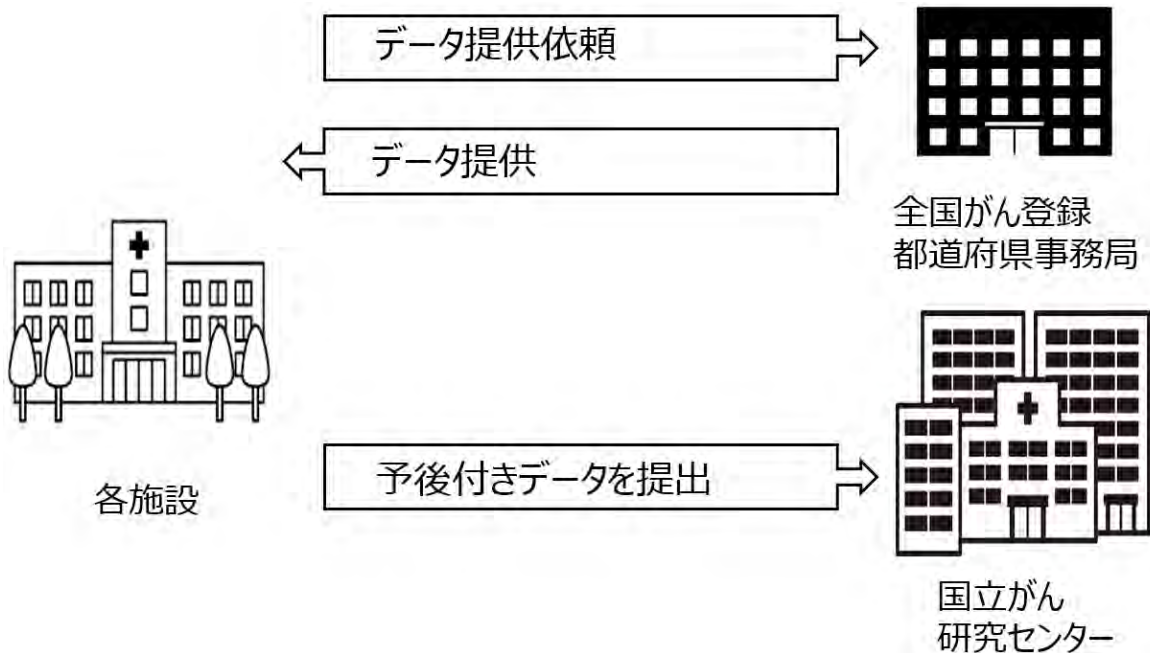 データ提供依頼
データ提供
全国がん登録
都道府県事務局
各施設
予後付きデータを提出
国立がん
研究センター